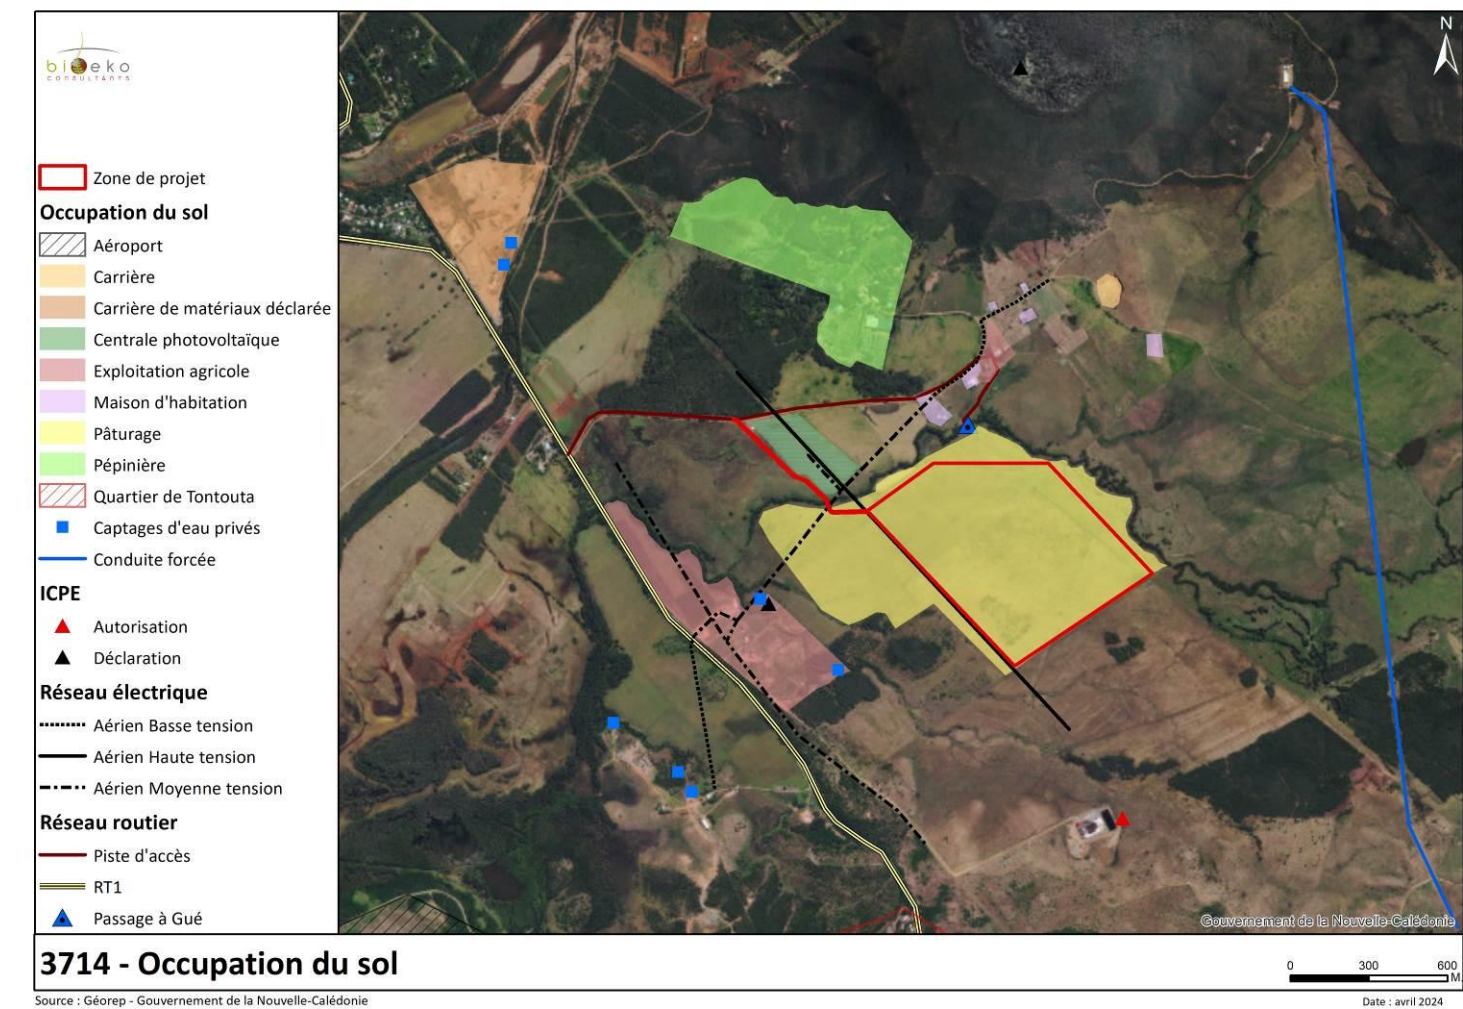 bioeko
CONSULTANTS
N
Zone de projet
Occupation du sol
Aéroport
Carrière
Carrière de matériaux déclarée
Centrale photovoltaïque
Exploitation agricole
Maison d'habitation
Pâturage
Pépinière
Quartier de Tontouta
Captages d'eau privés
Conduite forcée
ICPE
Autorisation
Déclaration
Réseau électrique
Aérien Basse tension
Aérien Haute tension
Aérien Moyenne tension
Réseau routier
Piste d'accès
RT1
Passage à Gué
Gouvernement de la Nouvelle-Calédonie
3714 - Occupation du sol
0 300 600
M.
Source : Géorep - Gouvernement de la Nouvelle-Calédonie
Date : avril 2024